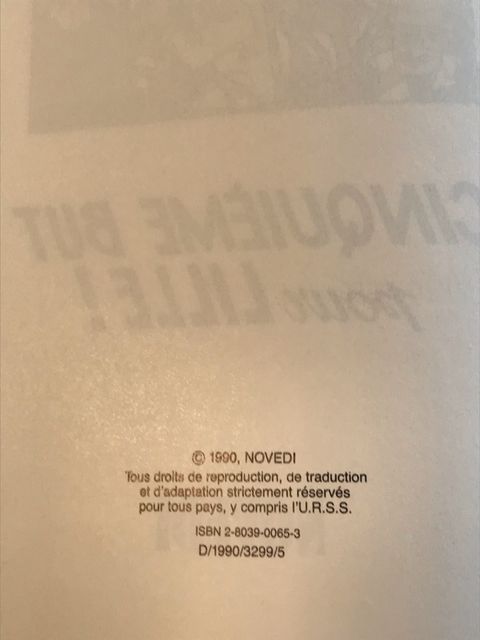 CINQUIÈME BUT
pour LILLE !
© 1990, NOVEDI
Tous droits de reproduction, de traduction
et d'adaptation strictement réservés
pour tous pays, y compris l'U.R.S.S.
ISBN 2-8039-0065-3
D/1990/3299/5